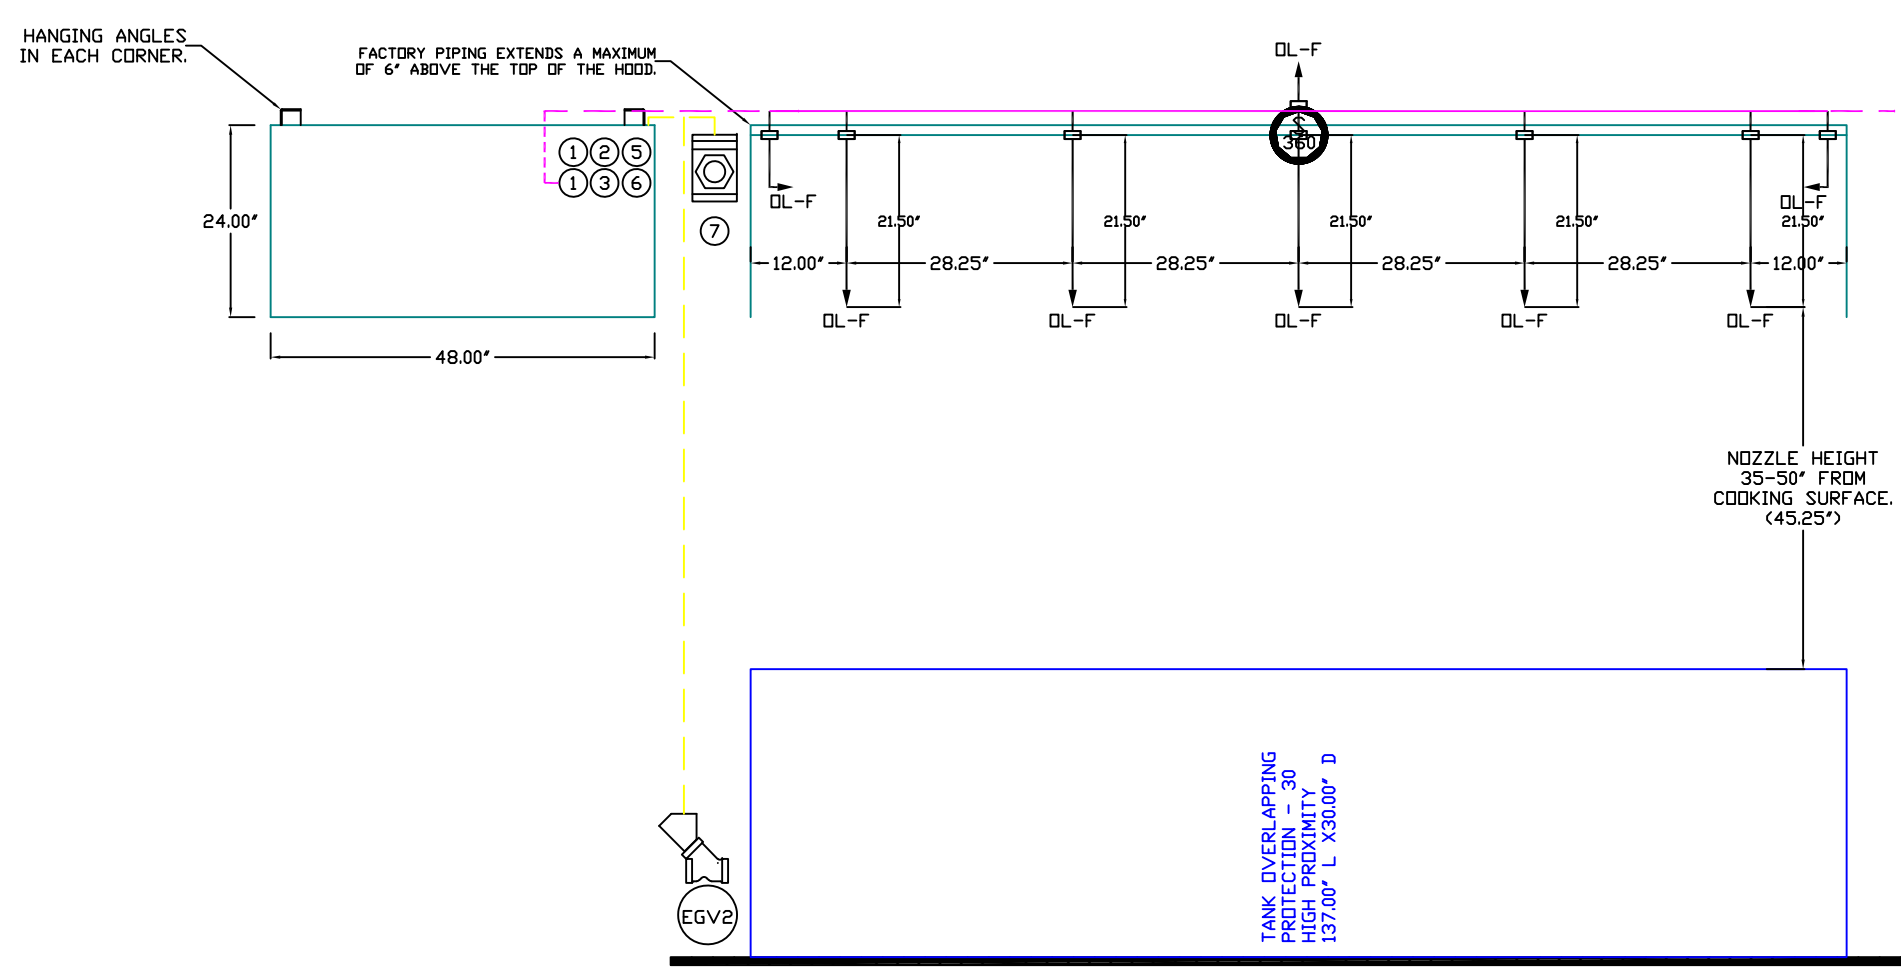 HANGING ANGLES
IN EACH CORNER.
FACTORY PIPING EXTENDS A MAXIMUM
OF 6" ABOVE THE TOP OF THE HOOD.
OL-F
360
1 2 5
1 3 6
7
24.00"
48.00"
OL-F
OL-F
21.50"
21.50"
21.50"
21.50"
21.50"
12.00"
28.25"
28.25"
28.25"
28.25"
12.00"
OL-F
OL-F
OL-F
OL-F
OL-F
NOZZLE HEIGHT
35-50" FROM
COOKING SURFACE.
(45.25")
TANK OVERLAPPING
PROTECTION - 30
HIGH PROXIMITY
137.00" L X30.00" D
EGV2